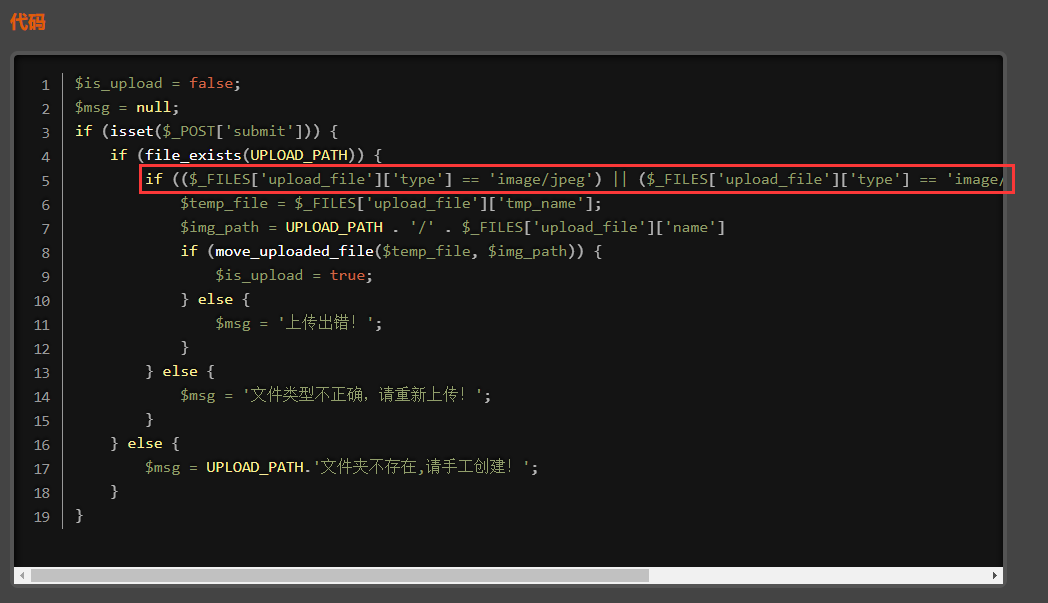 代码
1 $is_upload = false;
2 $msg = null;
3 if (isset($_POST['submit'])) {
4 if (file_exists(UPLOAD_PATH)) {
5 if (($_FILES['upload_file']['type'] == 'image/jpeg') || ($_FILES['upload_file']['type'] == 'image/
6 $temp_file = $_FILES['upload_file']['tmp_name'];
7 $img_path = UPLOAD_PATH . '/' . $_FILES['upload_file']['name']
8 if (move_uploaded_file($temp_file, $img_path)) {
9 $is_upload = true;
10 } else {
11 $msg = '上传出错！';
12 }
13 } else {
14 $msg = '文件类型不正确，请重新上传！';
15 }
16 } else {
17 $msg = UPLOAD_PATH.'文件夹不存在,请手工创建！';
18 }
19 }